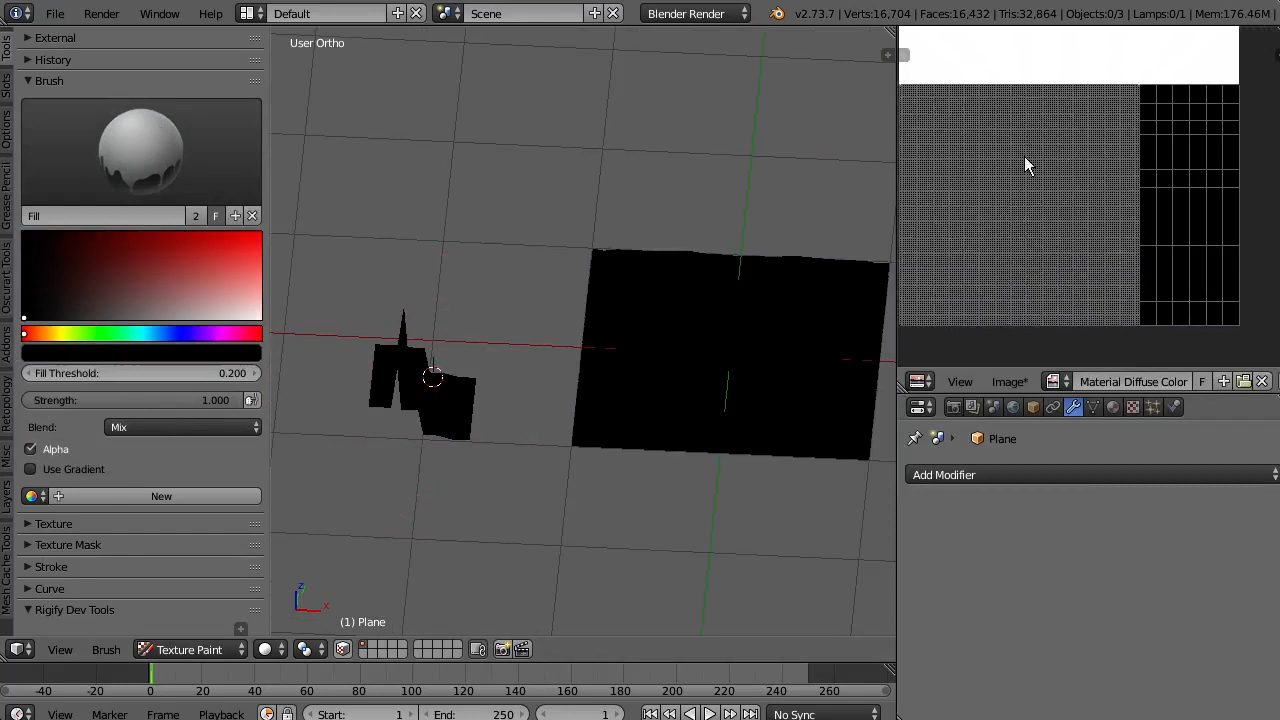 File Render Window Help Default Scene Blender Render v2.73.7 | Verts:16,704 | Faces:16,432 | Tris:32,864 | Objects:0/3 | Lamps:0/1 | Mem:176.46M |
Tools
Slots
Options
Grease Pencil
Oscurart Tools
Addons
Retopology
Misc
Layers
Mesh Cache Tools
External
History
Brush
Fill 2 F
Fill Threshold: 0.200
Strength: 1.000
Blend: Mix
Alpha
Use Gradient
New
Texture
Texture Mask
Stroke
Curve
Rigify Dev Tools
User Ortho
z
x
(1) Plane
View Brush Texture Paint
View Image* Material Diffuse Color F
Plane
Add Modifier
-40 -20 0 20 40 60 80 100 120 140 160 180 200 220 240 260
View Marker Frame Playback Start: 1 End: 250 1 No Sync